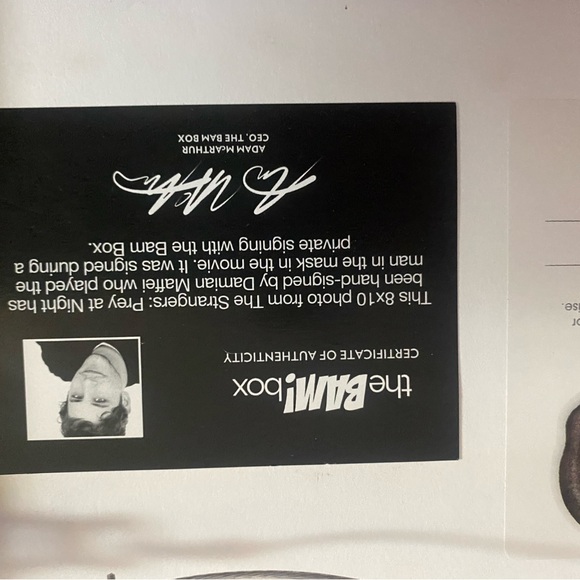 the BAM! box
CERTIFICATE OF AUTHENTICITY
This 8x10 photo from The Strangers: Prey at Night has
been hand-signed by Damian Maffei who played the
man in the mask in the movie. It was signed during a
private signing with the Bam Box.
ADAM McARTHUR
CEO, THE BAM BOX